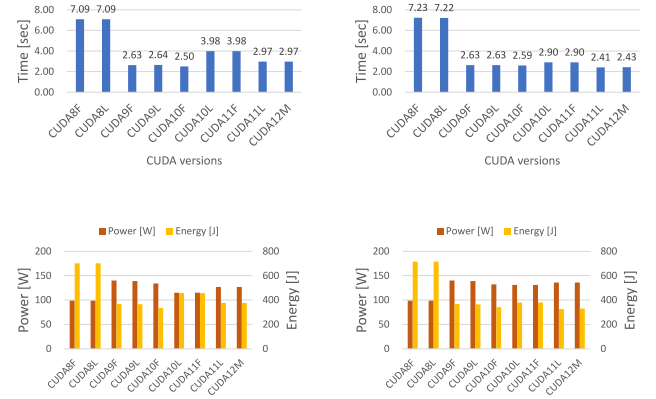 8.00
6.00
4.00
2.00
0.00
Time [sec]
7.09 7.09 2.63 2.64 2.50 3.98 3.98 2.97 2.97
CUDA8F CUDA8L CUDA9F CUDA9L CUDA10F CUDA10L CUDA11F CUDA11L CUDA12M
CUDA versions
8.00
6.00
4.00
2.00
0.00
Time [sec]
7.23 7.22 2.63 2.63 2.59 2.90 2.90 2.41 2.43
CUDA8F CUDA8L CUDA9F CUDA9L CUDA10F CUDA10L CUDA11F CUDA11L CUDA12M
CUDA versions
Power [W] Energy [J]
200
150
100
50
0
Power [W]
800
600
400
200
0
Energy [J]
CUDA8F CUDA8L CUDA9F CUDA9L CUDA10F CUDA10L CUDA11F CUDA11L CUDA12M
Power [W] Energy [J]
200
150
100
50
0
Power [W]
800
600
400
200
0
Energy [J]
CUDA8F CUDA8L CUDA9F CUDA9L CUDA10F CUDA10L CUDA11F CUDA11L CUDA12M